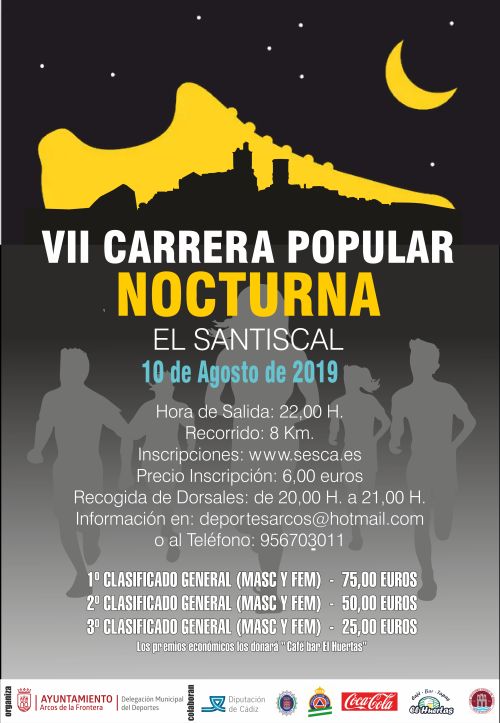 VII CARRERA POPULAR
NOCTURNA
EL SANTISCAL
10 de Agosto de 2019
Hora de Salida: 22,00 H.
Recorrido: 8 Km.
Inscripciones: www.sesca.es
Precio Inscripción: 6,00 euros
Recogida de Dorsales: de 20,00 H. a 21,00 H.
Información en: deportesarcos@hotmail.com
o al Teléfono: 956703011
1º CLASIFICADO GENERAL (MASC Y FEM) - 75,00 EUROS
2º CLASIFICADO GENERAL (MASC Y FEM) - 50,00 EUROS
3º CLASIFICADO GENERAL (MASC Y FEM) - 25,00 EUROS
Los premios económicos los donará "Café bar El Huertas"
organiza
AYUNTAMIENTO
Arcos de la Frontera
Delegación Municipal
del Deportes
colaboran
Diputación
de Cádiz
Coca-Cola
Café - Bar - Tapas
el Huertas